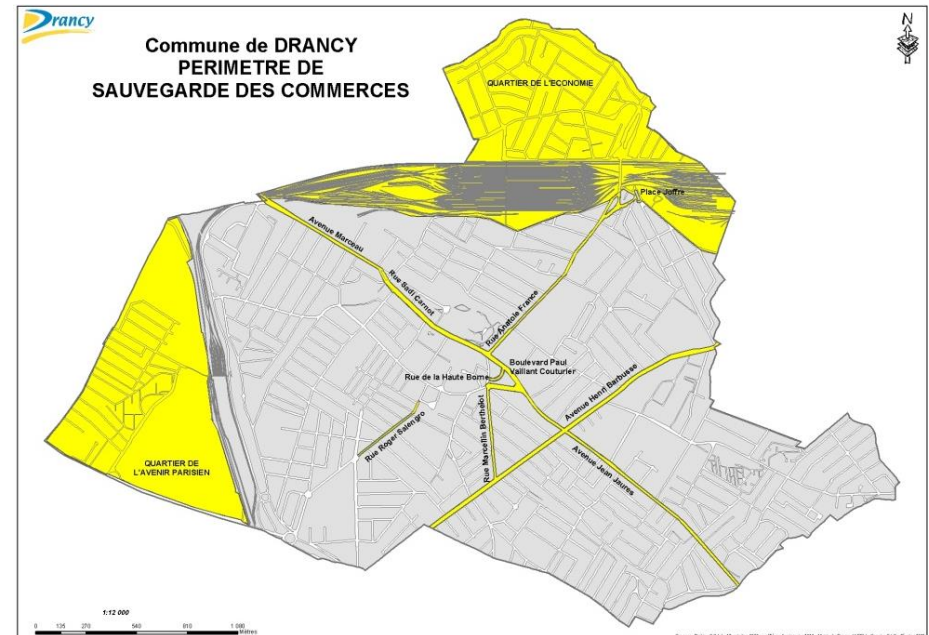 Drancy
Commune de DRANCY
PERIMETRE DE
SAUVEGARDE DES COMMERCES
N
QUARTIER DE L'ECONOMIE
Place Joffre
Avenue Marceau
Rue Sadi Carnot
Rue Anatole France
Boulevard Paul
Vaillant Couturier
Rue de la Haute Borne
Avenue Henri Barbusse
Rue Roger Salengro
Rue Marcellin Berthelot
Avenue Jean Jaures
QUARTIER DE
L'AVENIR PARISIEN
1:12 000
0 135 270 540 810 1 080
Mètres